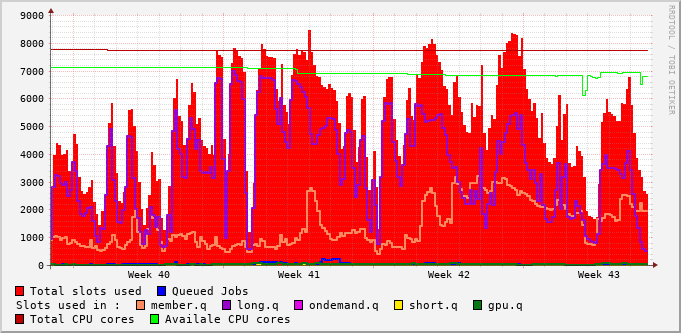 RRDTOOL / TOBI OETIKER
9000
8000
7000
6000
5000
4000
3000
2000
1000
0
Week 40 Week 41 Week 42 Week 43
Total slots used Queued Jobs
Slots used in : member.q long.q ondemand.q short.q gpu.q
Total CPU cores Availale CPU cores